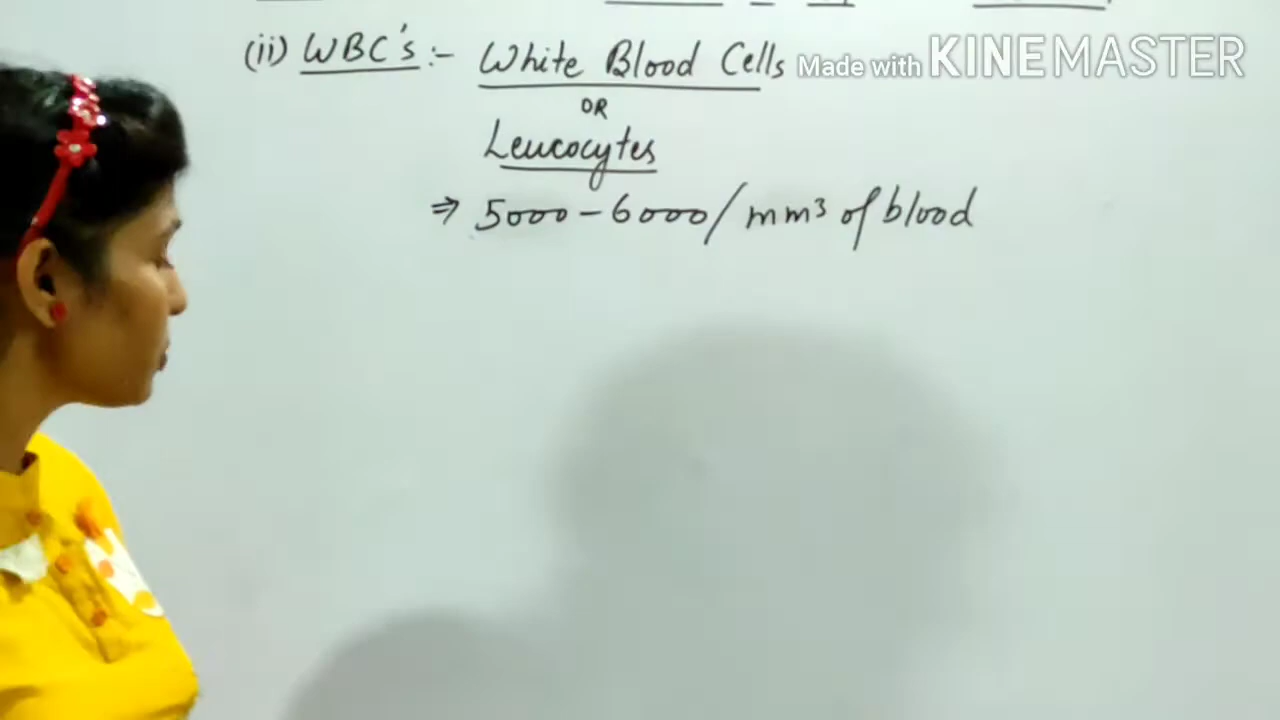 (ii) WBC's :- White Blood Cells
Made with KINEMASTER
OR
Leucocytes
⇒ 5000 - 6000 / mm³ of blood